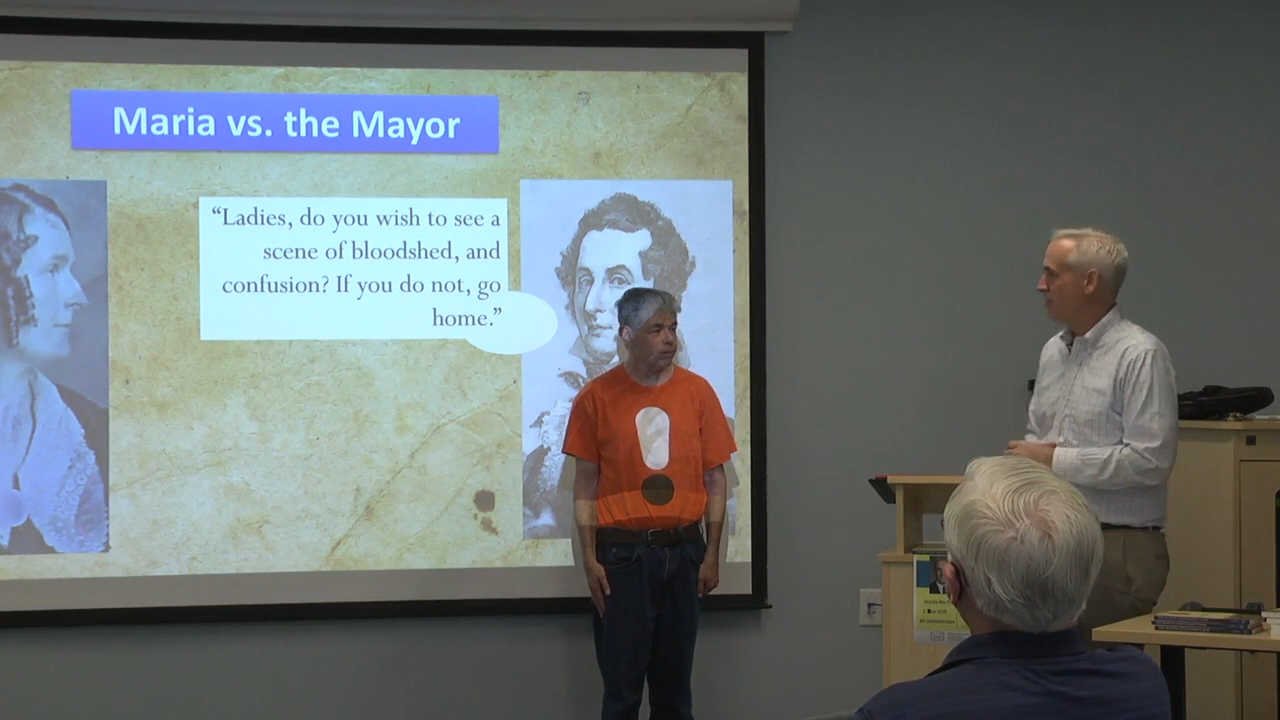 Maria vs. the Mayor
“Ladies, do you wish to see a
scene of bloodshed, and
confusion? If you do not, go
home.”